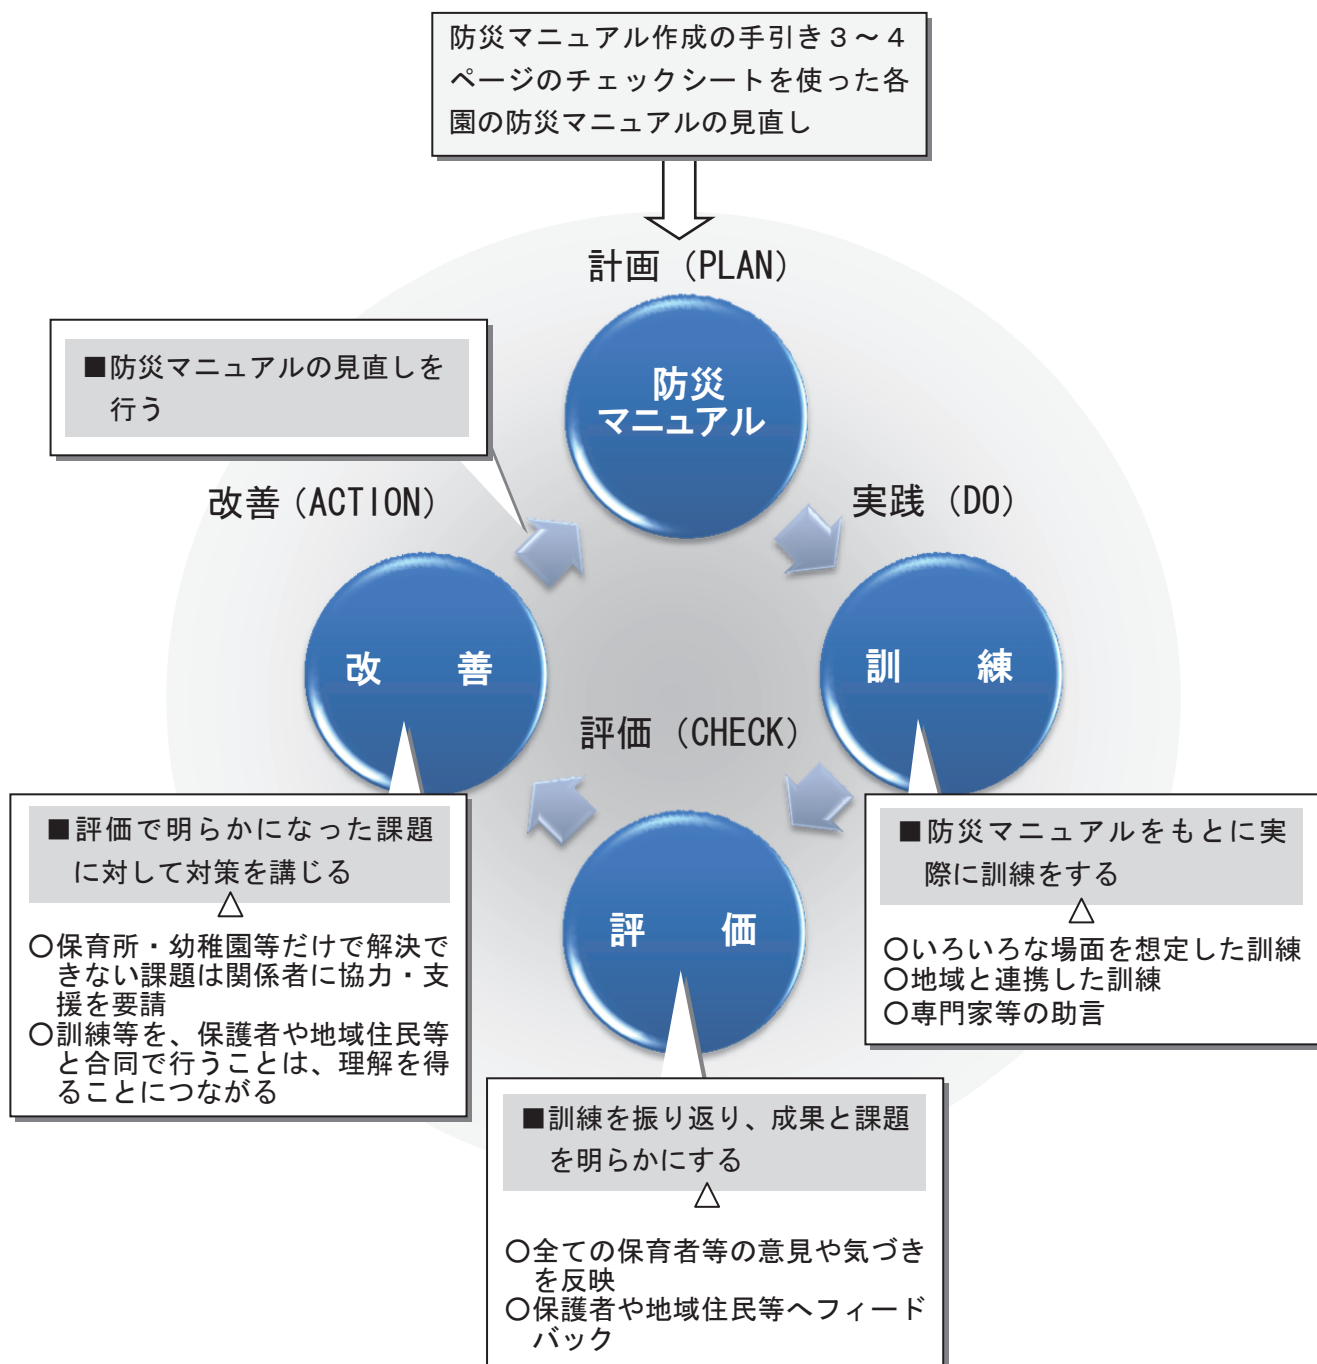 防災マニュアル作成の手引き３～４
ページのチェックシートを使った各
園の防災マニュアルの見直し
計画（PLAN）
防災
マニュアル
■防災マニュアルの見直しを
行う
改善（ACTION）
実践（DO）
改　善
訓　練
評価（CHECK）
■評価で明らかになった課題
に対して対策を講じる
△
○保育所・幼稚園等だけで解決で
きない課題は関係者に協力・支
援を要請
○訓練等を、保護者や地域住民等
と合同で行うことは、理解を得
ることにつながる
■防災マニュアルをもとに実
際に訓練をする
△
○いろいろな場面を想定した訓練
○地域と連携した訓練
○専門家等の助言
評　価
■訓練を振り返り、成果と課題
を明らかにする
△
○全ての保育者等の意見や気づき
を反映
○保護者や地域住民等へフィード
バック